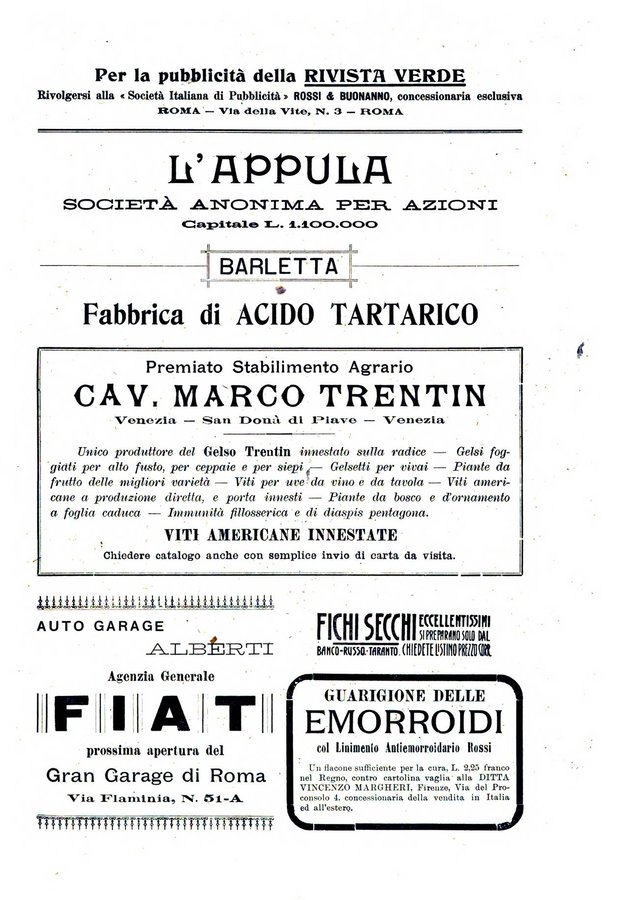 Per la pubblicità della RIVISTA VERDE
Rivolgersi alla « Società Italiana di Pubblicità » ROSSI & BUONANNO, concessionaria esclusiva
ROMA — Via della Vite, N. 3 — ROMA
L'APPULA
SOCIETÀ ANONIMA PER AZIONI
Capitale L. 1.100.000
BARLETTA
Fabbrica di ACIDO TARTARICO
Premiato Stabilimento Agrario
CAV. MARCO TRENTIN
Venezia — San Donà di Piave — Venezia
Unico produttore del Gelso Trentin innestato sulla radice — Gelsi fog-
giati per alto fusto, per ceppaie e per siepi — Gelsetti per vivai — Piante da
frutto delle migliori varietà — Viti per uve da vino e da tavola — Viti ameri-
cane a produzione diretta, e porta innesti — Piante da bosco e d'ornamento
a foglia caduca — Immunità fillosserica e di diaspis pentagona.
VITI AMERICANE INNESTATE
Chiedere catalogo anche con semplice invio di carta da visita.
AUTO GARAGE
ALBERTI
Agenzia Generale
FIAT
prossima apertura del
Gran Garage di Roma
Via Flaminia, N. 51-A
FICHI SECCHI ECCELLENTISSIMI
SI PREPARANO SOLO DAL
BANCO-RUSSO-TARANTO. CHIEDETE LISTINO PREZZO CORR.
GUARIGIONE DELLE
EMORROIDI
col Linimento Antiemorroidario Rossi
Un flacone sufficiente per la cura, L. 2,25 franco
nel Regno, contro cartolina vaglia alla DITTA
VINCENZO MARGHERI, Firenze, Via del Pro-
consolo 4, concessionaria della vendita in Italia
ed all'estero.